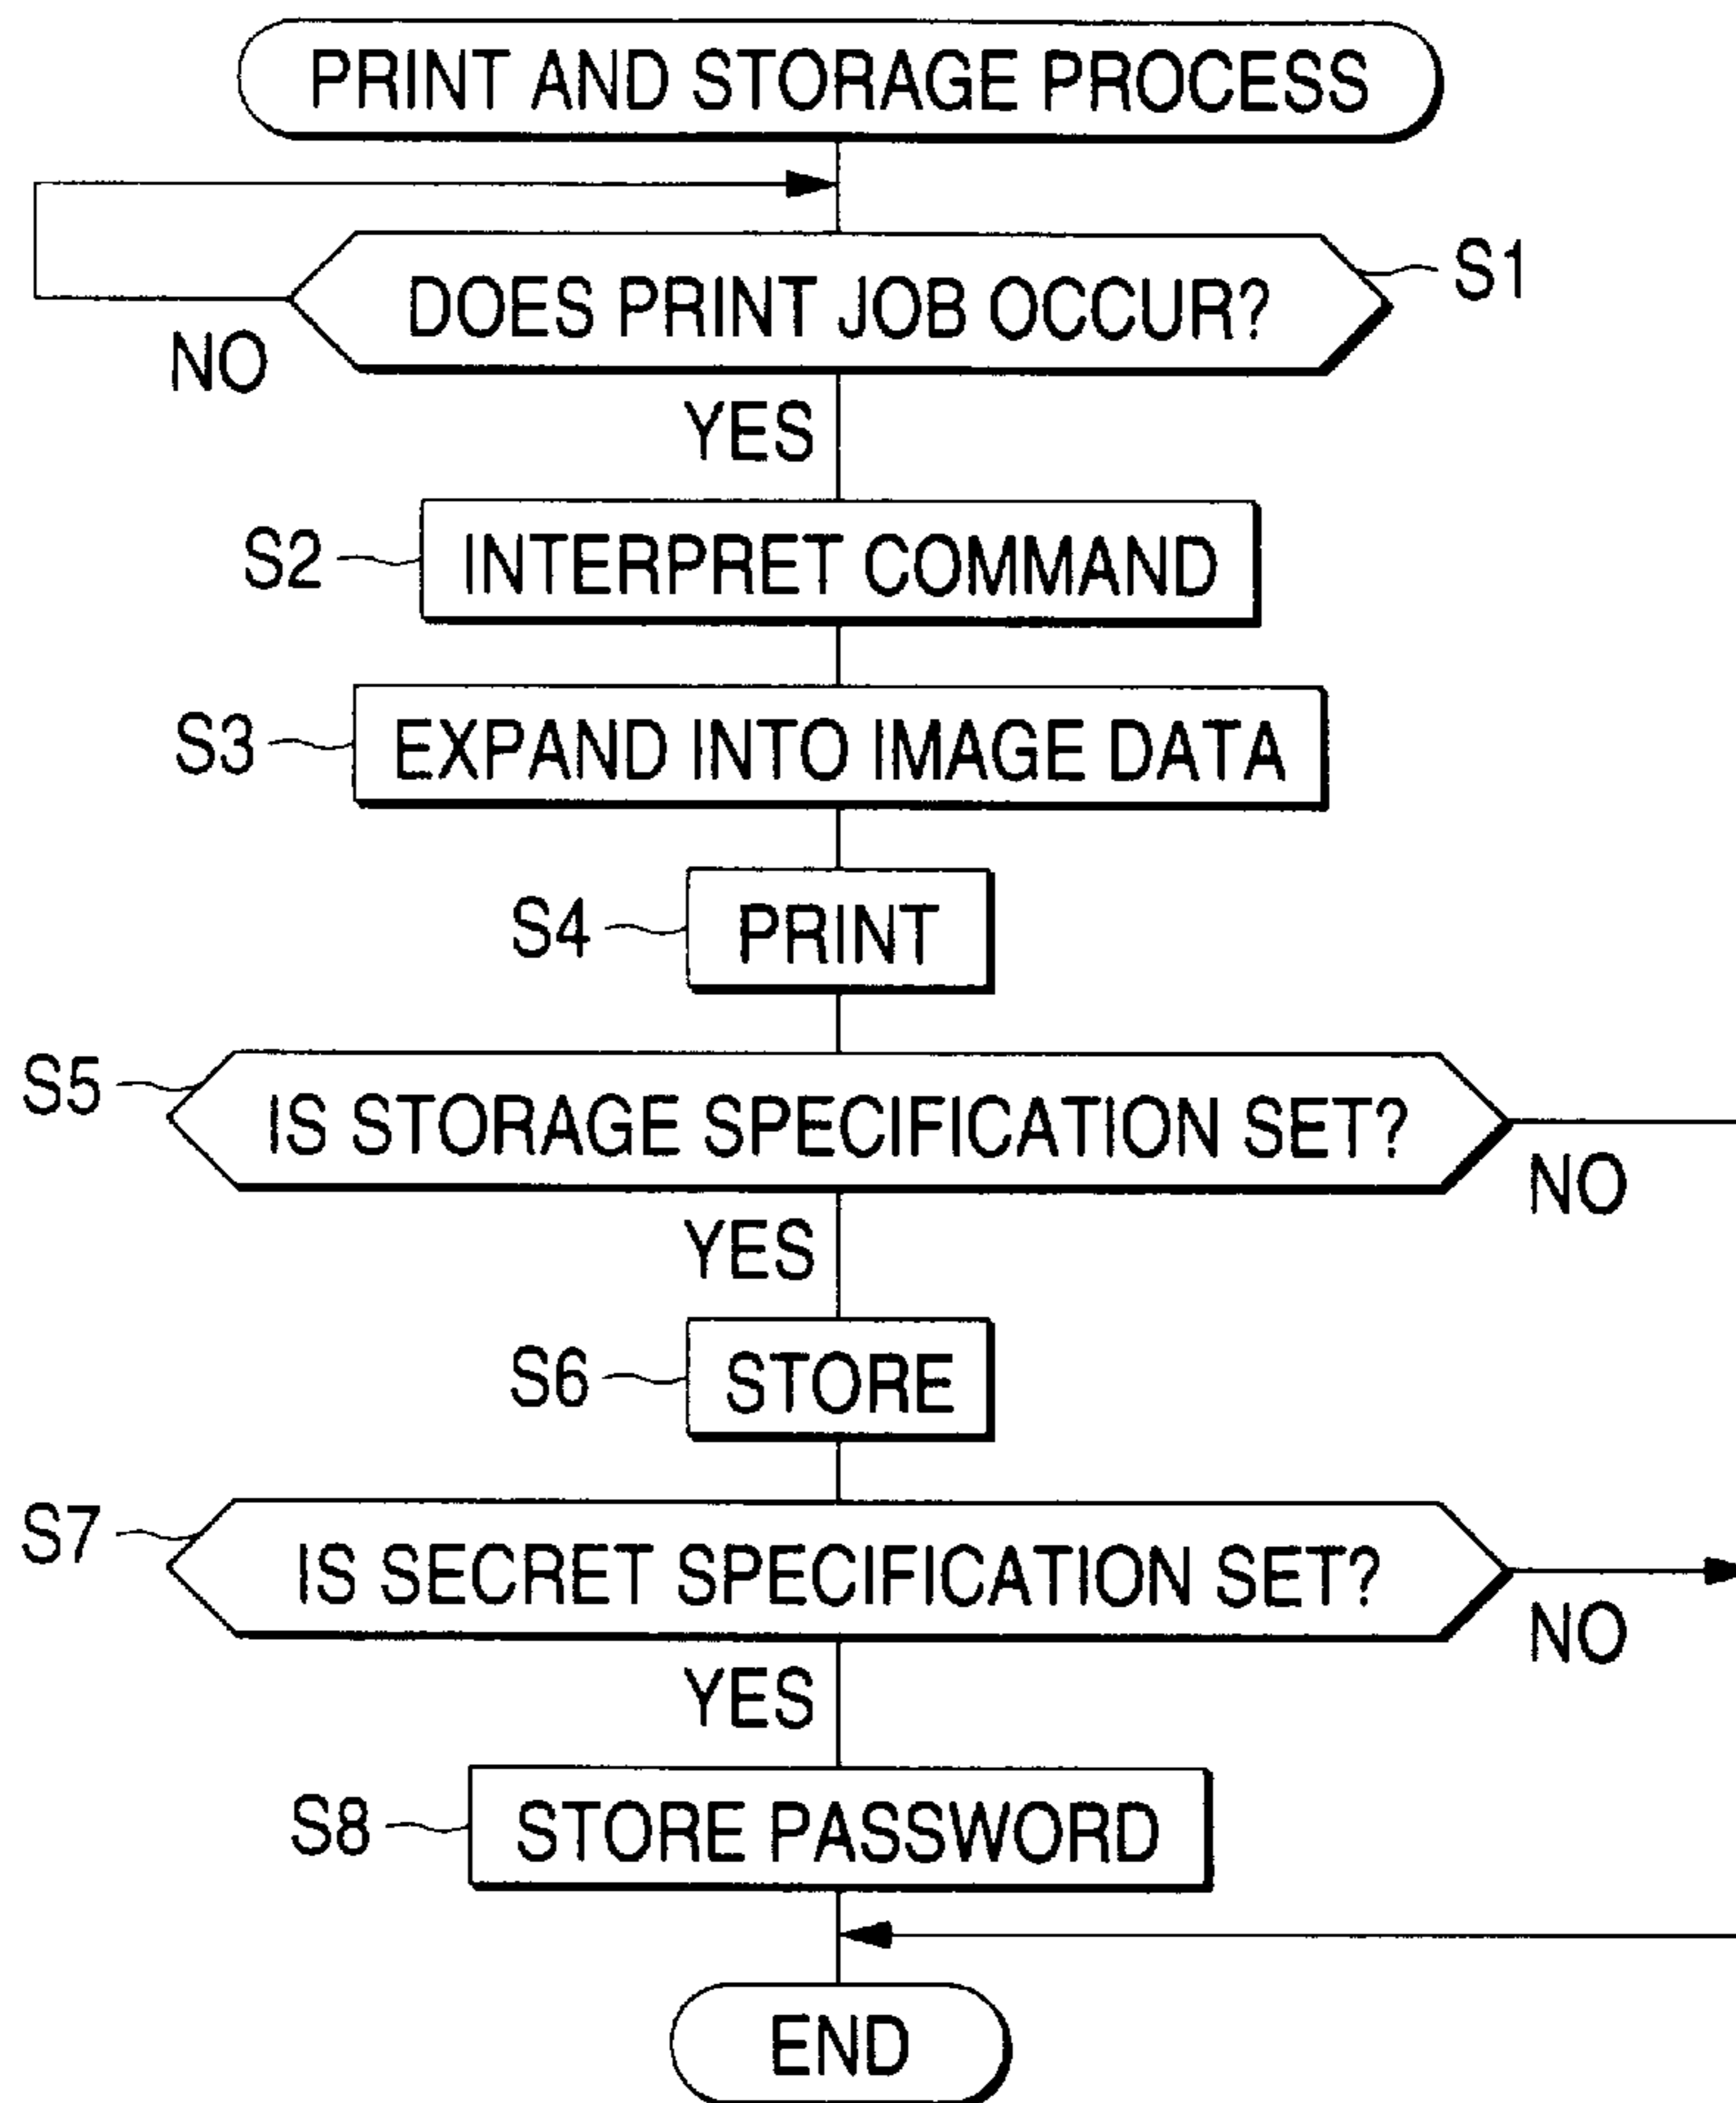 PRINT AND STORAGE PROCESS
DOES PRINT JOB OCCUR?
S1
NO
YES
S2
INTERPRET COMMAND
S3
EXPAND INTO IMAGE DATA
S4
PRINT
S5
IS STORAGE SPECIFICATION SET?
NO
YES
S6
STORE
S7
IS SECRET SPECIFICATION SET?
NO
YES
S8
STORE PASSWORD
END